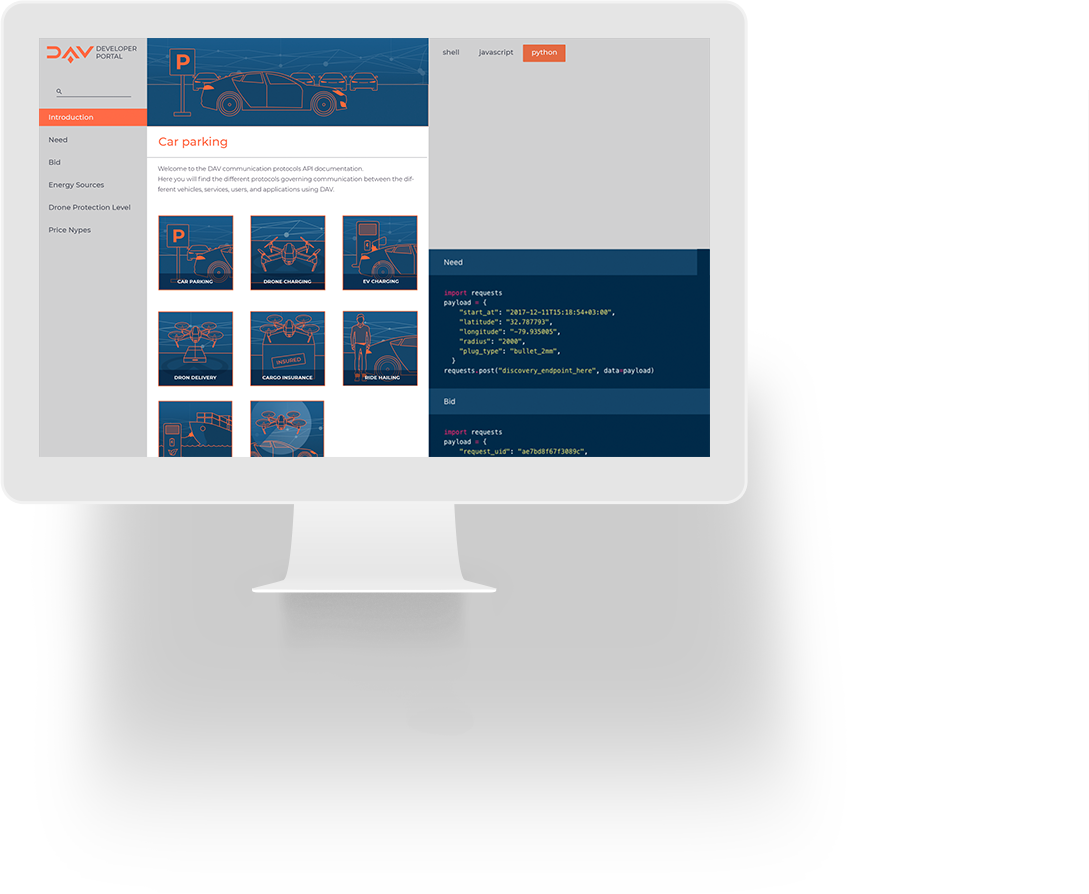 DAV DEVELOPER
PORTAL
Introduction
Need
Bid
Energy Sources
Drone Protection Level
Price Nypes
P
Car parking
Welcome to the DAV communication protocols API documentation.
Here you will find the different protocols governing communication between the dif-
ferent vehicles, services, users, and applications using DAV.
P
CAR PARKING
DRONE CHARGING
EV CHARGING
DRON DELIVERY
INSURED
CARGO INSURANCE
RIDE HAILING
shell javascript python
Need
import requests
payload = {
"start_at": "2017-12-11T15:18:54+03:00",
"latitude": "32.787793",
"longitude": "-79.935005",
"radius": "2000",
"plug_type": "bullet_2mm",
}
requests.post("discovery_endpoint_here", data=payload)
Bid
import requests
payload = {
"request_uid": "ae7bd8f67f3089c",